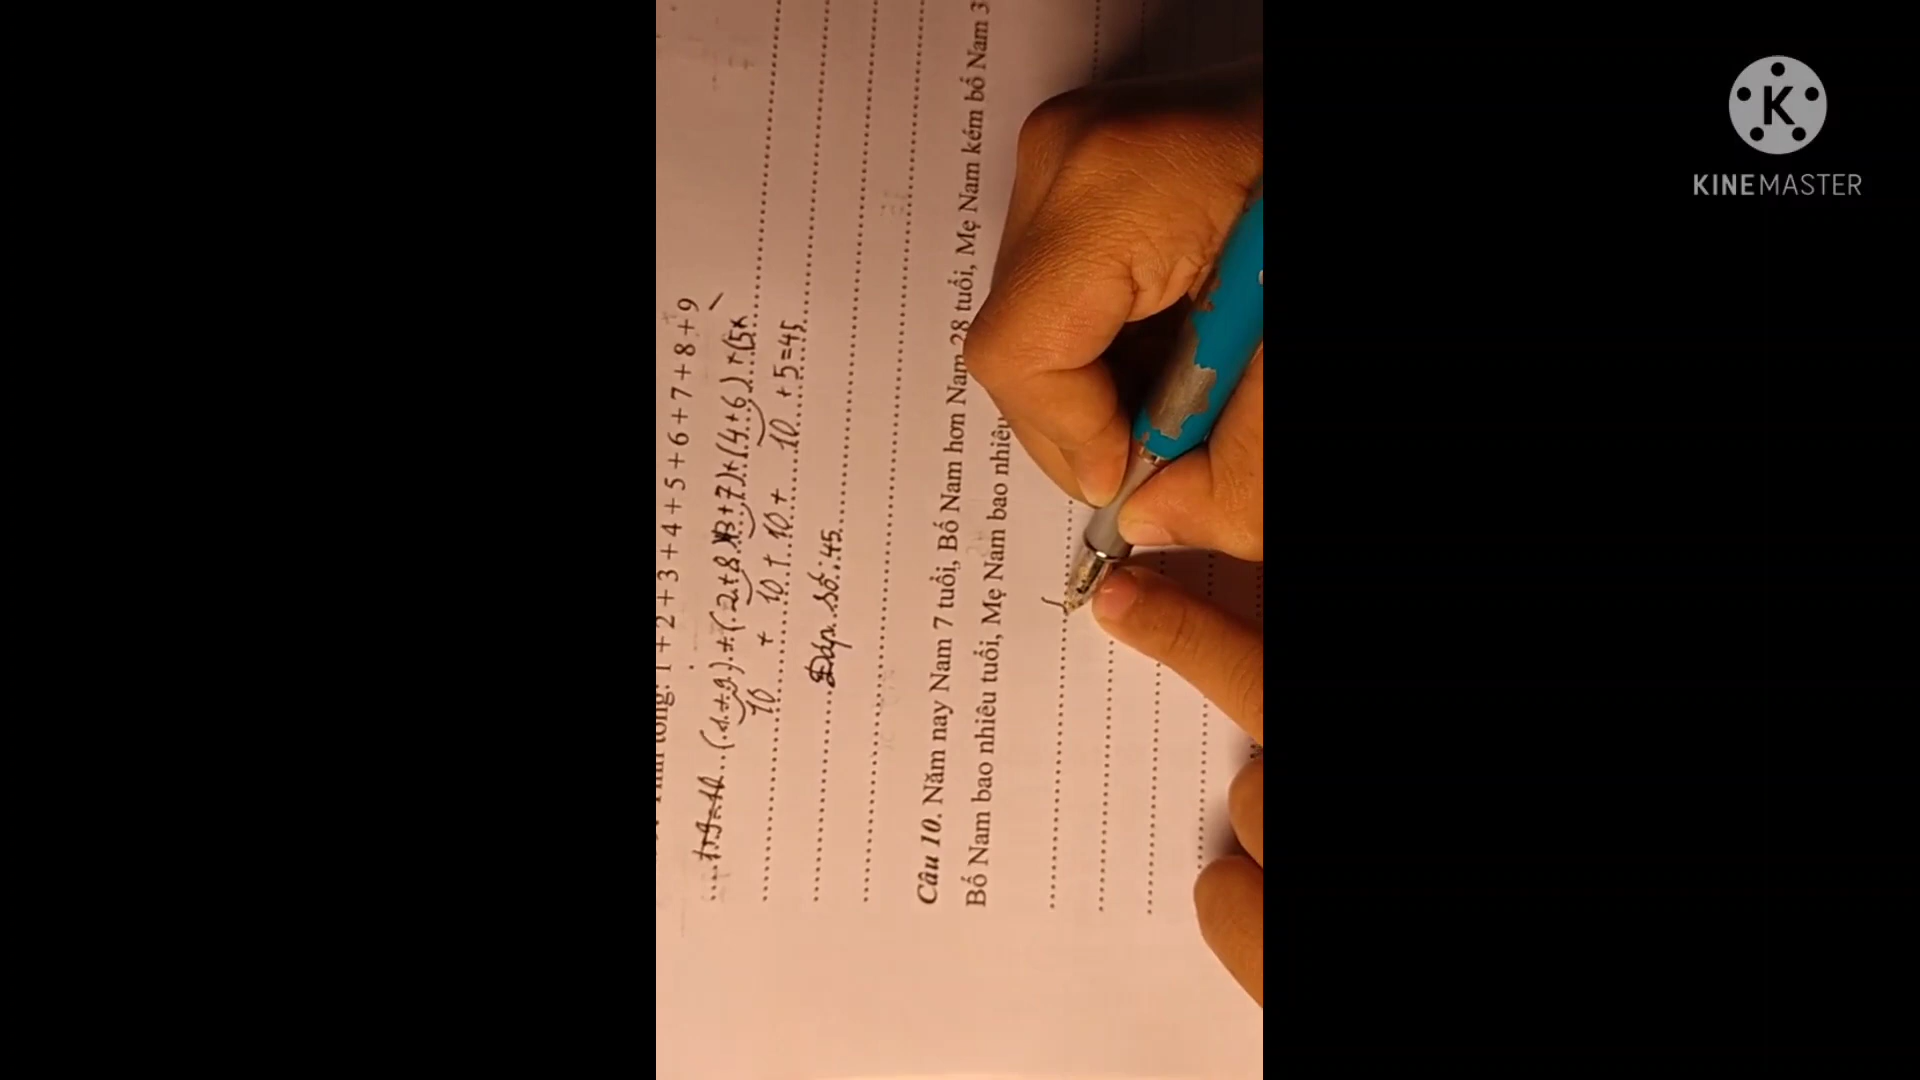 tổng: 1 + 2 + 3 + 4 + 5 + 6 + 7 + 8 + 9
1+9=10 (1+9)+(2+8)+(3+7)+(4+6)+(5
10 + 10 + 10 + 10 + 5 = 45
Đáp số: 45
Câu 10. Năm nay Nam 7 tuổi, Bố Nam hơn Nam 28 tuổi, Mẹ Nam kém bố Nam 3
Bố Nam bao nhiêu tuổi, Mẹ Nam bao nhiêu
K
KINEMASTER